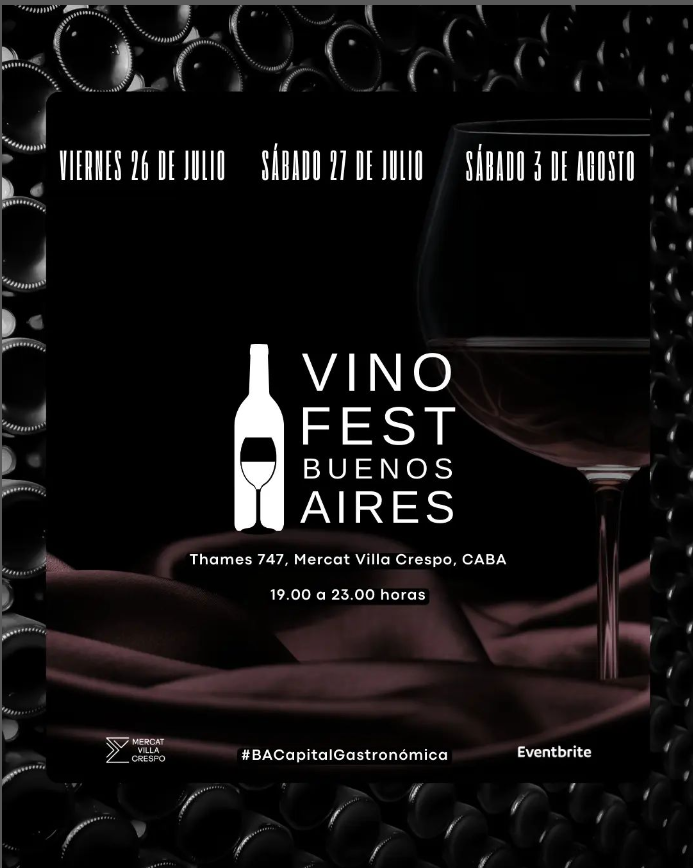 VIERNES 26 DE JULIO
SÁBADO 27 DE JULIO
SÁBADO 3 DE AGOSTO
VINO
FEST
BUENOS
AIRES
Thames 747, Mercat Villa Crespo, CABA
19.00 a 23.00 horas
MERCAT
VILLA
CRESPO
#BACapitalGastronómica
Eventbrite